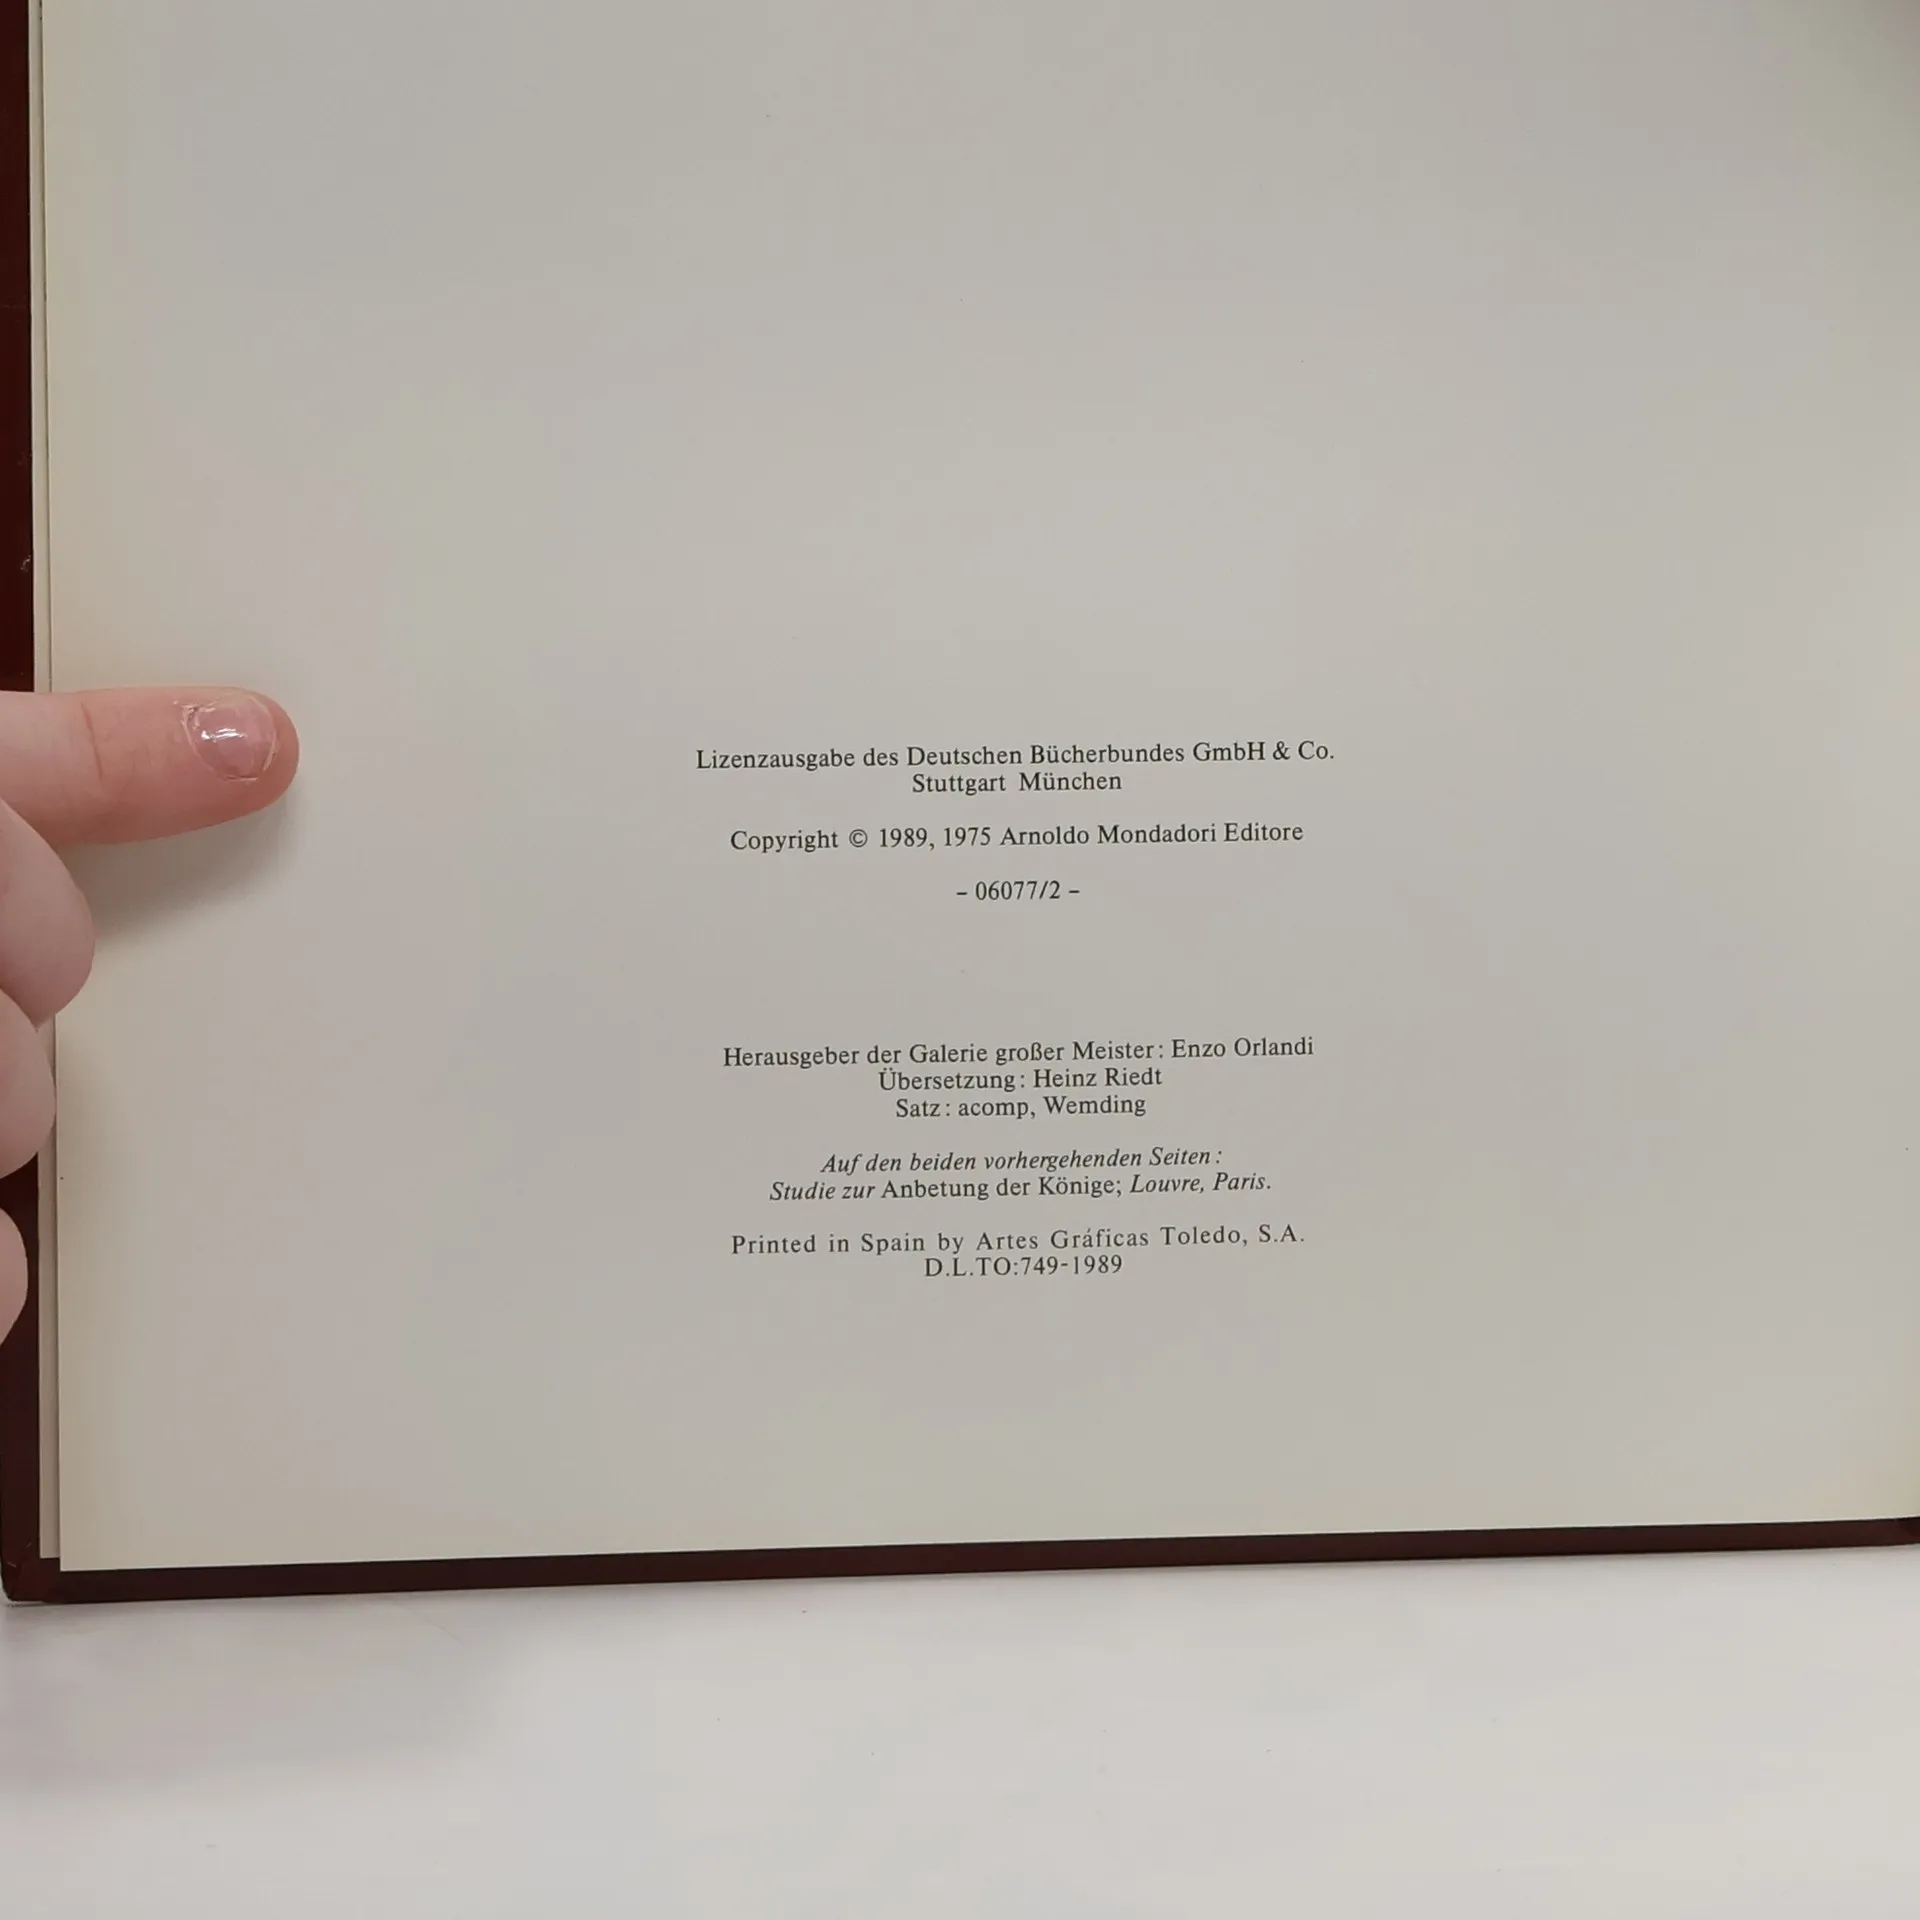 Lizenzausgabe des Deutschen Bücherbundes GmbH & Co.
Stuttgart München
Copyright © 1989, 1975 Arnoldo Mondadori Editore
– 06077/2 –
Herausgeber der Galerie großer Meister: Enzo Orlandi
Übersetzung: Heinz Riedt
Satz: acomp, Wemding
Auf den beiden vorhergehenden Seiten:
Studie zur Anbetung der Könige; Louvre, Paris.
Printed in Spain by Artes Gráficas Toledo, S.A.
D.L.TO:749-1989